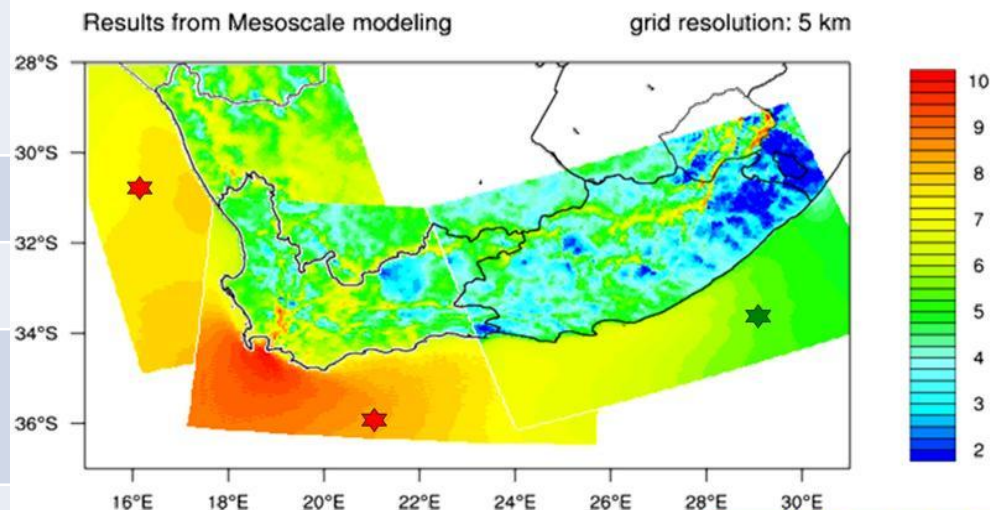 Results from Mesoscale modeling grid resolution: 5 km
28°S
30°S
32°S
34°S
36°S
16°E 18°E 20°E 22°E 24°E 26°E 28°E 30°E
10
9
8
7
6
5
4
3
2